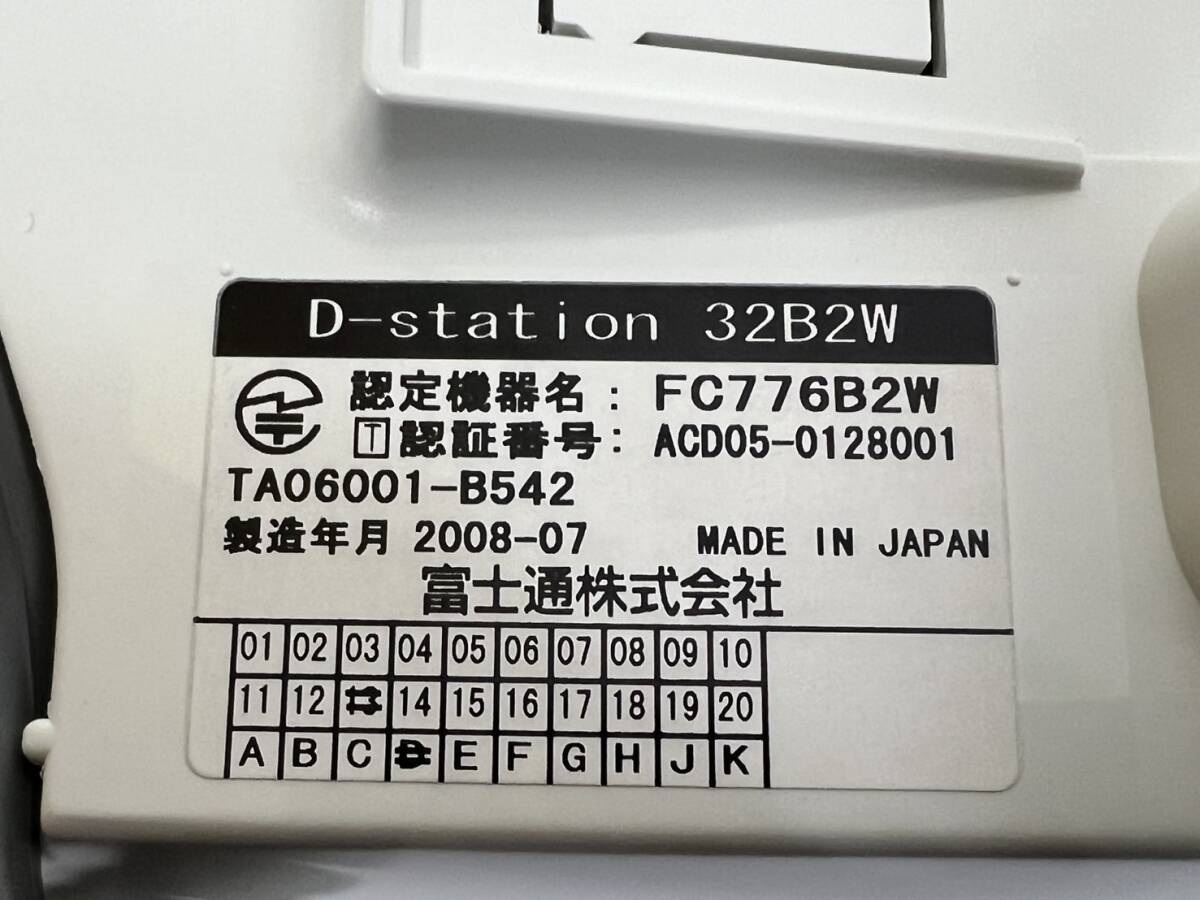 D-station 32B2W
認定機器名: FC776B2W
T 認証番号: ACD05-0128001
TA06001-B542
製造年月 2008-07 MADE IN JAPAN
富士通株式会社
01 02 03 04 05 06 07 08 09 10
11 12 13 14 15 16 17 18 19 20
A B C D E F G H J K